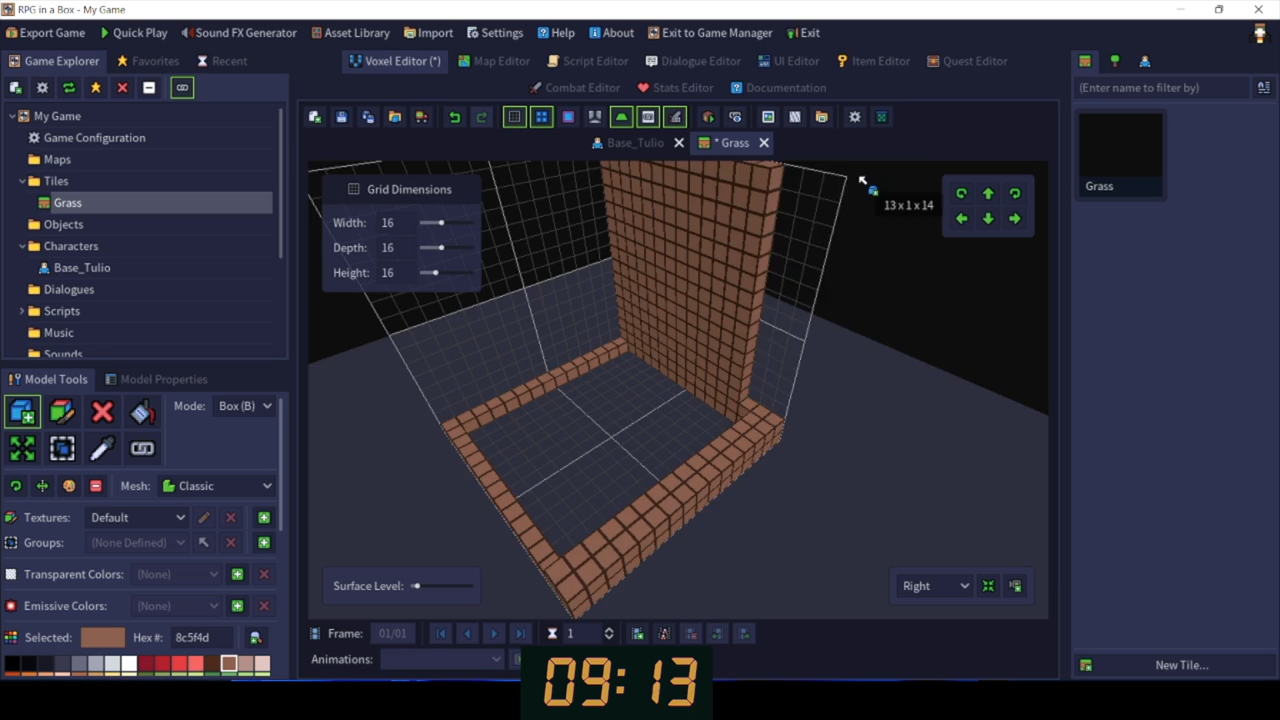 RPG in a Box - My Game
Export Game Quick Play Sound FX Generator Asset Library Import Settings Help About Exit to Game Manager Exit
Game Explorer Favorites Recent
Voxel Editor (*) Map Editor Script Editor Dialogue Editor UI Editor Item Editor Quest Editor
Combat Editor Stats Editor Documentation
(Enter name to filter by)
My Game
Game Configuration
Maps
Tiles
Grass
Objects
Characters
Base_Tulio
Dialogues
Scripts
Music
Sounds
Base_Tulio * Grass
Grid Dimensions
Width: 16
Depth: 16
Height: 16
13 x 1 x 14
Grass
Model Tools Model Properties
Mode: Box (B)
Mesh: Classic
Textures: Default
Groups: (None Defined)
Transparent Colors: (None)
Emissive Colors: (None)
Selected: Hex #: 8c5f4d
Surface Level:
Right
Frame: 01/01 1
Animations:
New Tile...
09:13